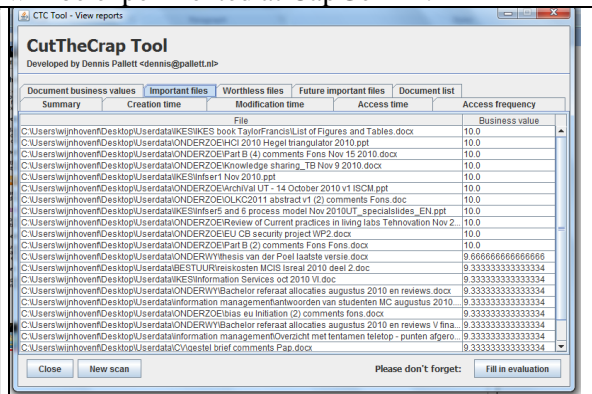 CTC Tool - View reports
CutTheCrap Tool
Developed by Dennis Pallett <dennis@pallett.nl>
Document business values Important files Worthless files Future important files Document list
Summary Creation time Modification time Access time Access frequency
File Business value
C:\Users\wijnhovenf\Desktop\Userdata\IKES\IKES book TaylorFrancis\List of Figures and Tables.docx 10.0
C:\Users\wijnhovenf\Desktop\Userdata\ONDERZOE\HCI 2010 Hegel triangulator 2010.ppt 10.0
C:\Users\wijnhovenf\Desktop\Userdata\ONDERZOE\Part B (4) comments Fons Nov 15 2010.docx 10.0
C:\Users\wijnhovenf\Desktop\Userdata\ONDERZOE\Knowledge sharing_TB Nov 9 2010.docx 10.0
C:\Users\wijnhovenf\Desktop\Userdata\IKES\Infser1 Nov 2010.ppt 10.0
C:\Users\wijnhovenf\Desktop\Userdata\ONDERZOE\ArchiVal UT - 14 October 2010 v1 ISCM.ppt 10.0
C:\Users\wijnhovenf\Desktop\Userdata\ONDERZOE\OLKC2011 abstract v1 (2) comments Fons.doc 10.0
C:\Users\wijnhovenf\Desktop\Userdata\IKES\Infser5 and 6 process model Nov 2010UT_specialslides_EN.ppt 10.0
C:\Users\wijnhovenf\Desktop\Userdata\ONDERZOE\Review of Current practices in living labs Tehnovation Nov 2... 10.0
C:\Users\wijnhovenf\Desktop\Userdata\ONDERZOE\EU CB security project WP2.docx 10.0
C:\Users\wijnhovenf\Desktop\Userdata\ONDERZOE\Part B (2) comments Fons Fons.docx 10.0
C:\Users\wijnhovenf\Desktop\Userdata\ONDERWY\thesis van der Poel laatste versie.docx 9.666666666666666
C:\Users\wijnhovenf\Desktop\Userdata\BESTUUR\reiskosten MCIS Isreal 2010 deel 2.doc 9.333333333333334
C:\Users\wijnhovenf\Desktop\Userdata\IKES\Information Services oct 2010 VI.doc 9.333333333333334
C:\Users\wijnhovenf\Desktop\Userdata\ONDERWY\Bachelor referaat allocaties augustus 2010 en reviews.docx 9.333333333333334
C:\Users\wijnhovenf\Desktop\Userdata\information management\antwoorden van studenten MC augustus 2010.... 9.333333333333334
C:\Users\wijnhovenf\Desktop\Userdata\ONDERZOE\bias eu Initiation (2) comments fons.docx 9.333333333333334
C:\Users\wijnhovenf\Desktop\Userdata\ONDERWY\Bachelor referaat allocaties augustus 2010 en reviews V fina... 9.333333333333334
C:\Users\wijnhovenf\Desktop\Userdata\information management\Overzicht met tentamen teletop - punten afgero... 9.333333333333334
C:\Users\wijnhovenf\Desktop\Userdata\CV\gestel brief comments Pap.docx 9.333333333333334
Close New scan Please don't forget: Fill in evaluation